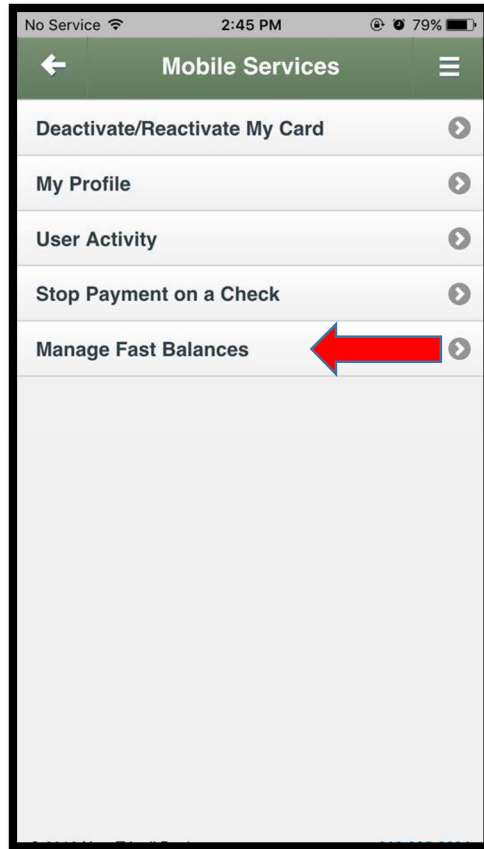 No Service 2:45 PM 79%
Mobile Services
Deactivate/Reactivate My Card
My Profile
User Activity
Stop Payment on a Check
Manage Fast Balances